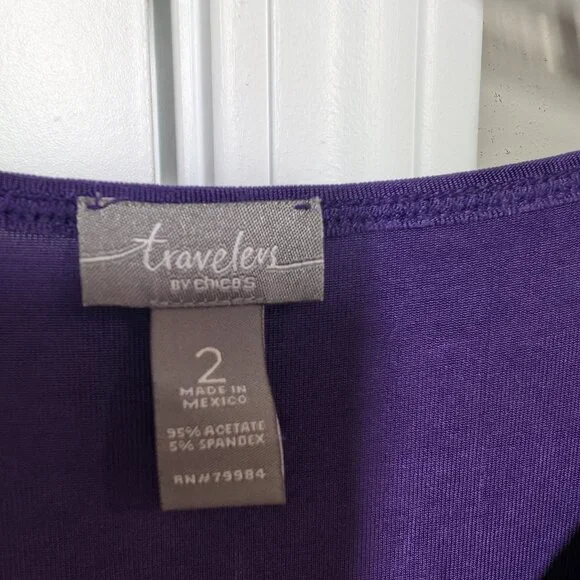 travelers
BY chico's
2
MADE IN
MEXICO
95% ACETATE
5% SPANDEX
RN#79984